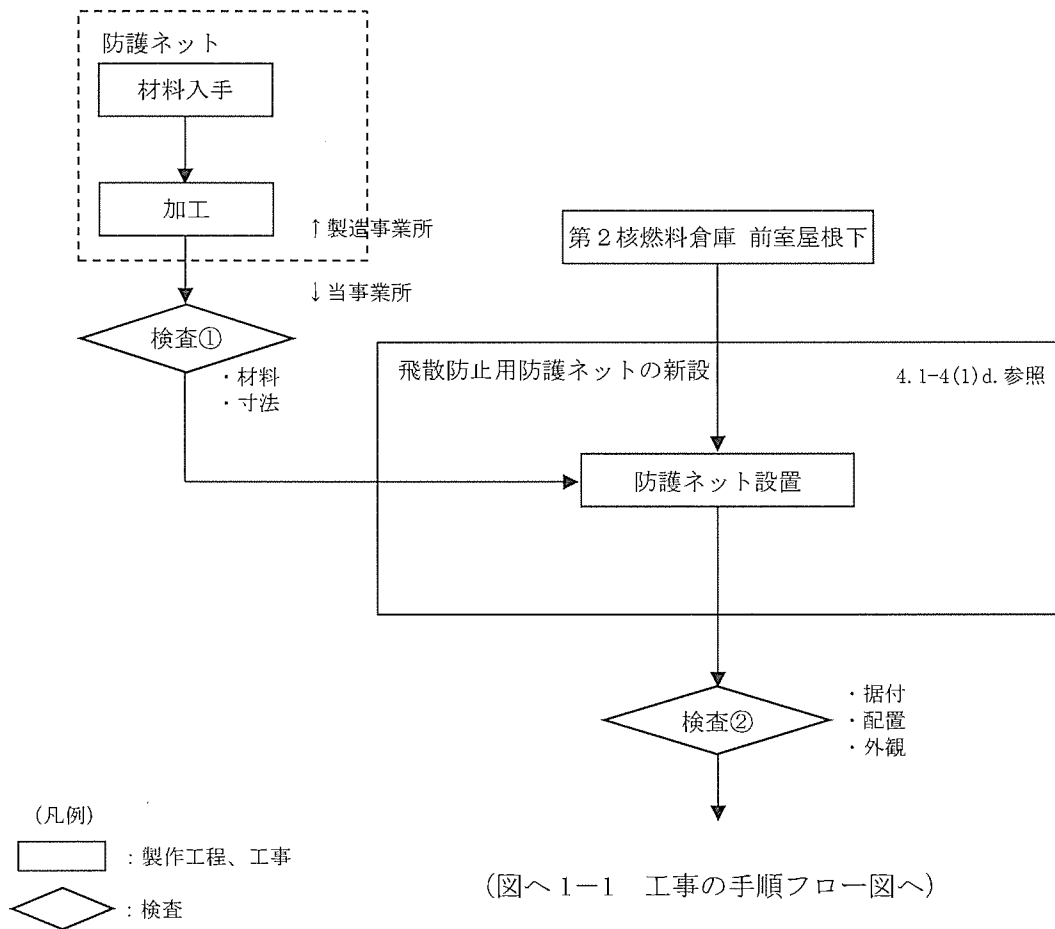 防護ネット
材料入手
加工
↑製造事業所
↓当事業所
検査①
・材料
・寸法
第2核燃料倉庫 前室屋根下
飛散防止用防護ネットの新設
4.1-4(1)d.参照
防護ネット設置
検査②
・据付
・配置
・外観
(凡例)
：製作工程、工事
：検査
(図へ1－1 工事の手順フロー図へ)